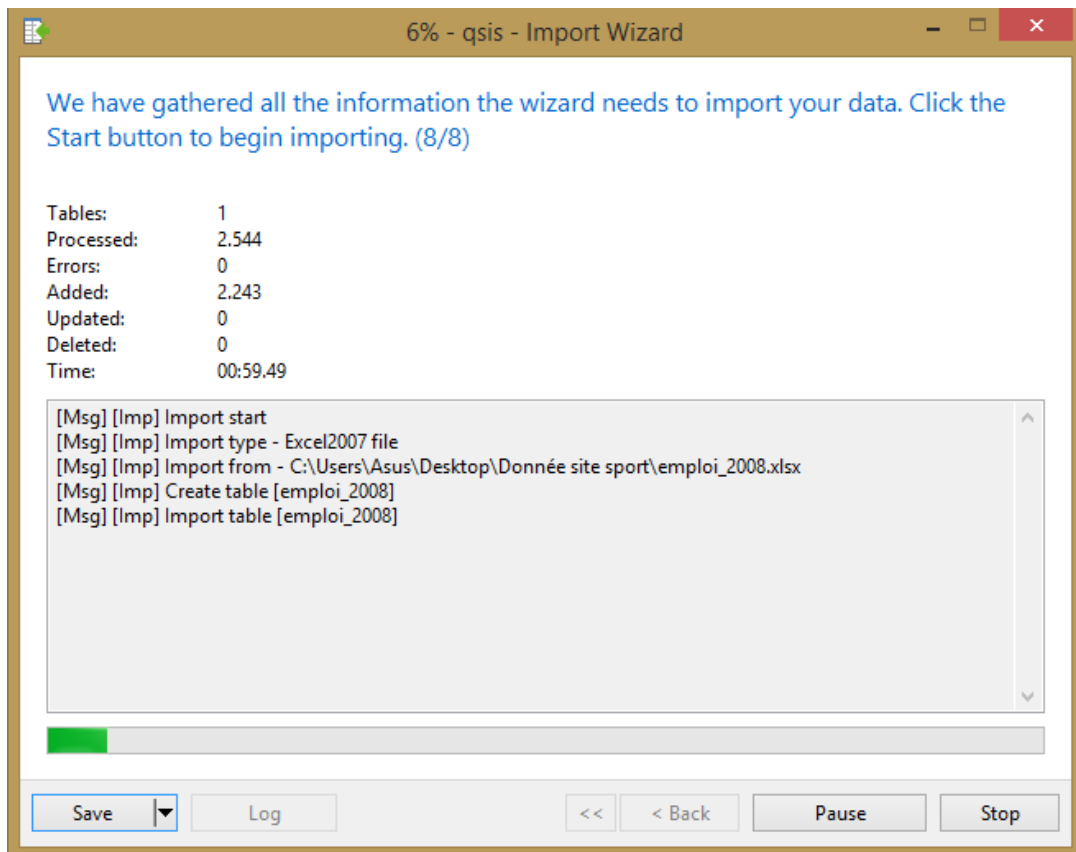 6% - qsis - Import Wizard
We have gathered all the information the wizard needs to import your data. Click the
Start button to begin importing. (8/8)
Tables: 1
Processed: 2.544
Errors: 0
Added: 2.243
Updated: 0
Deleted: 0
Time: 00:59.49
[Msg] [Imp] Import start
[Msg] [Imp] Import type - Excel2007 file
[Msg] [Imp] Import from - C:\Users\Asus\Desktop\Donnée site sport\emploi_2008.xlsx
[Msg] [Imp] Create table [emploi_2008]
[Msg] [Imp] Import table [emploi_2008]
Save Log << < Back Pause Stop